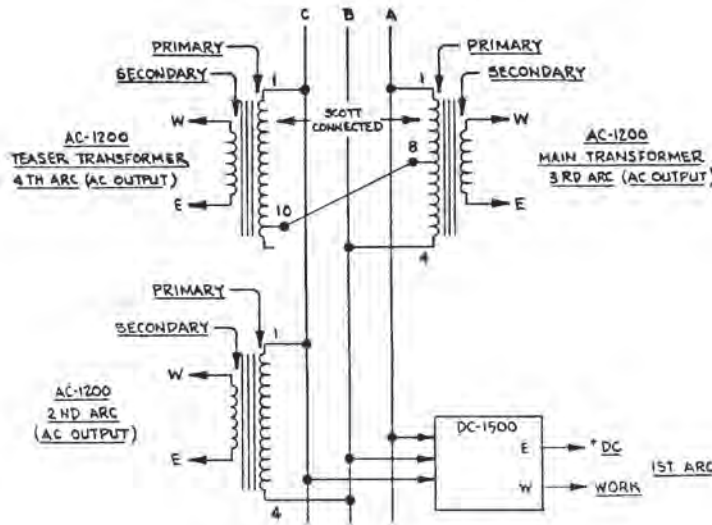 C B A
PRIMARY
SECONDARY
1
W
E
AC-1200
TEASER TRANSFORMER
4TH ARC (AC OUTPUT)
10
SCOTT
CONNECTED
PRIMARY
SECONDARY
1
8
4
W
E
AC-1200
MAIN TRANSFORMER
3RD ARC (AC OUTPUT)
PRIMARY
SECONDARY
1
W
E
4
AC-1200
2ND ARC
(AC OUTPUT)
DC-1500
E
W
+DC
WORK
1ST ARC